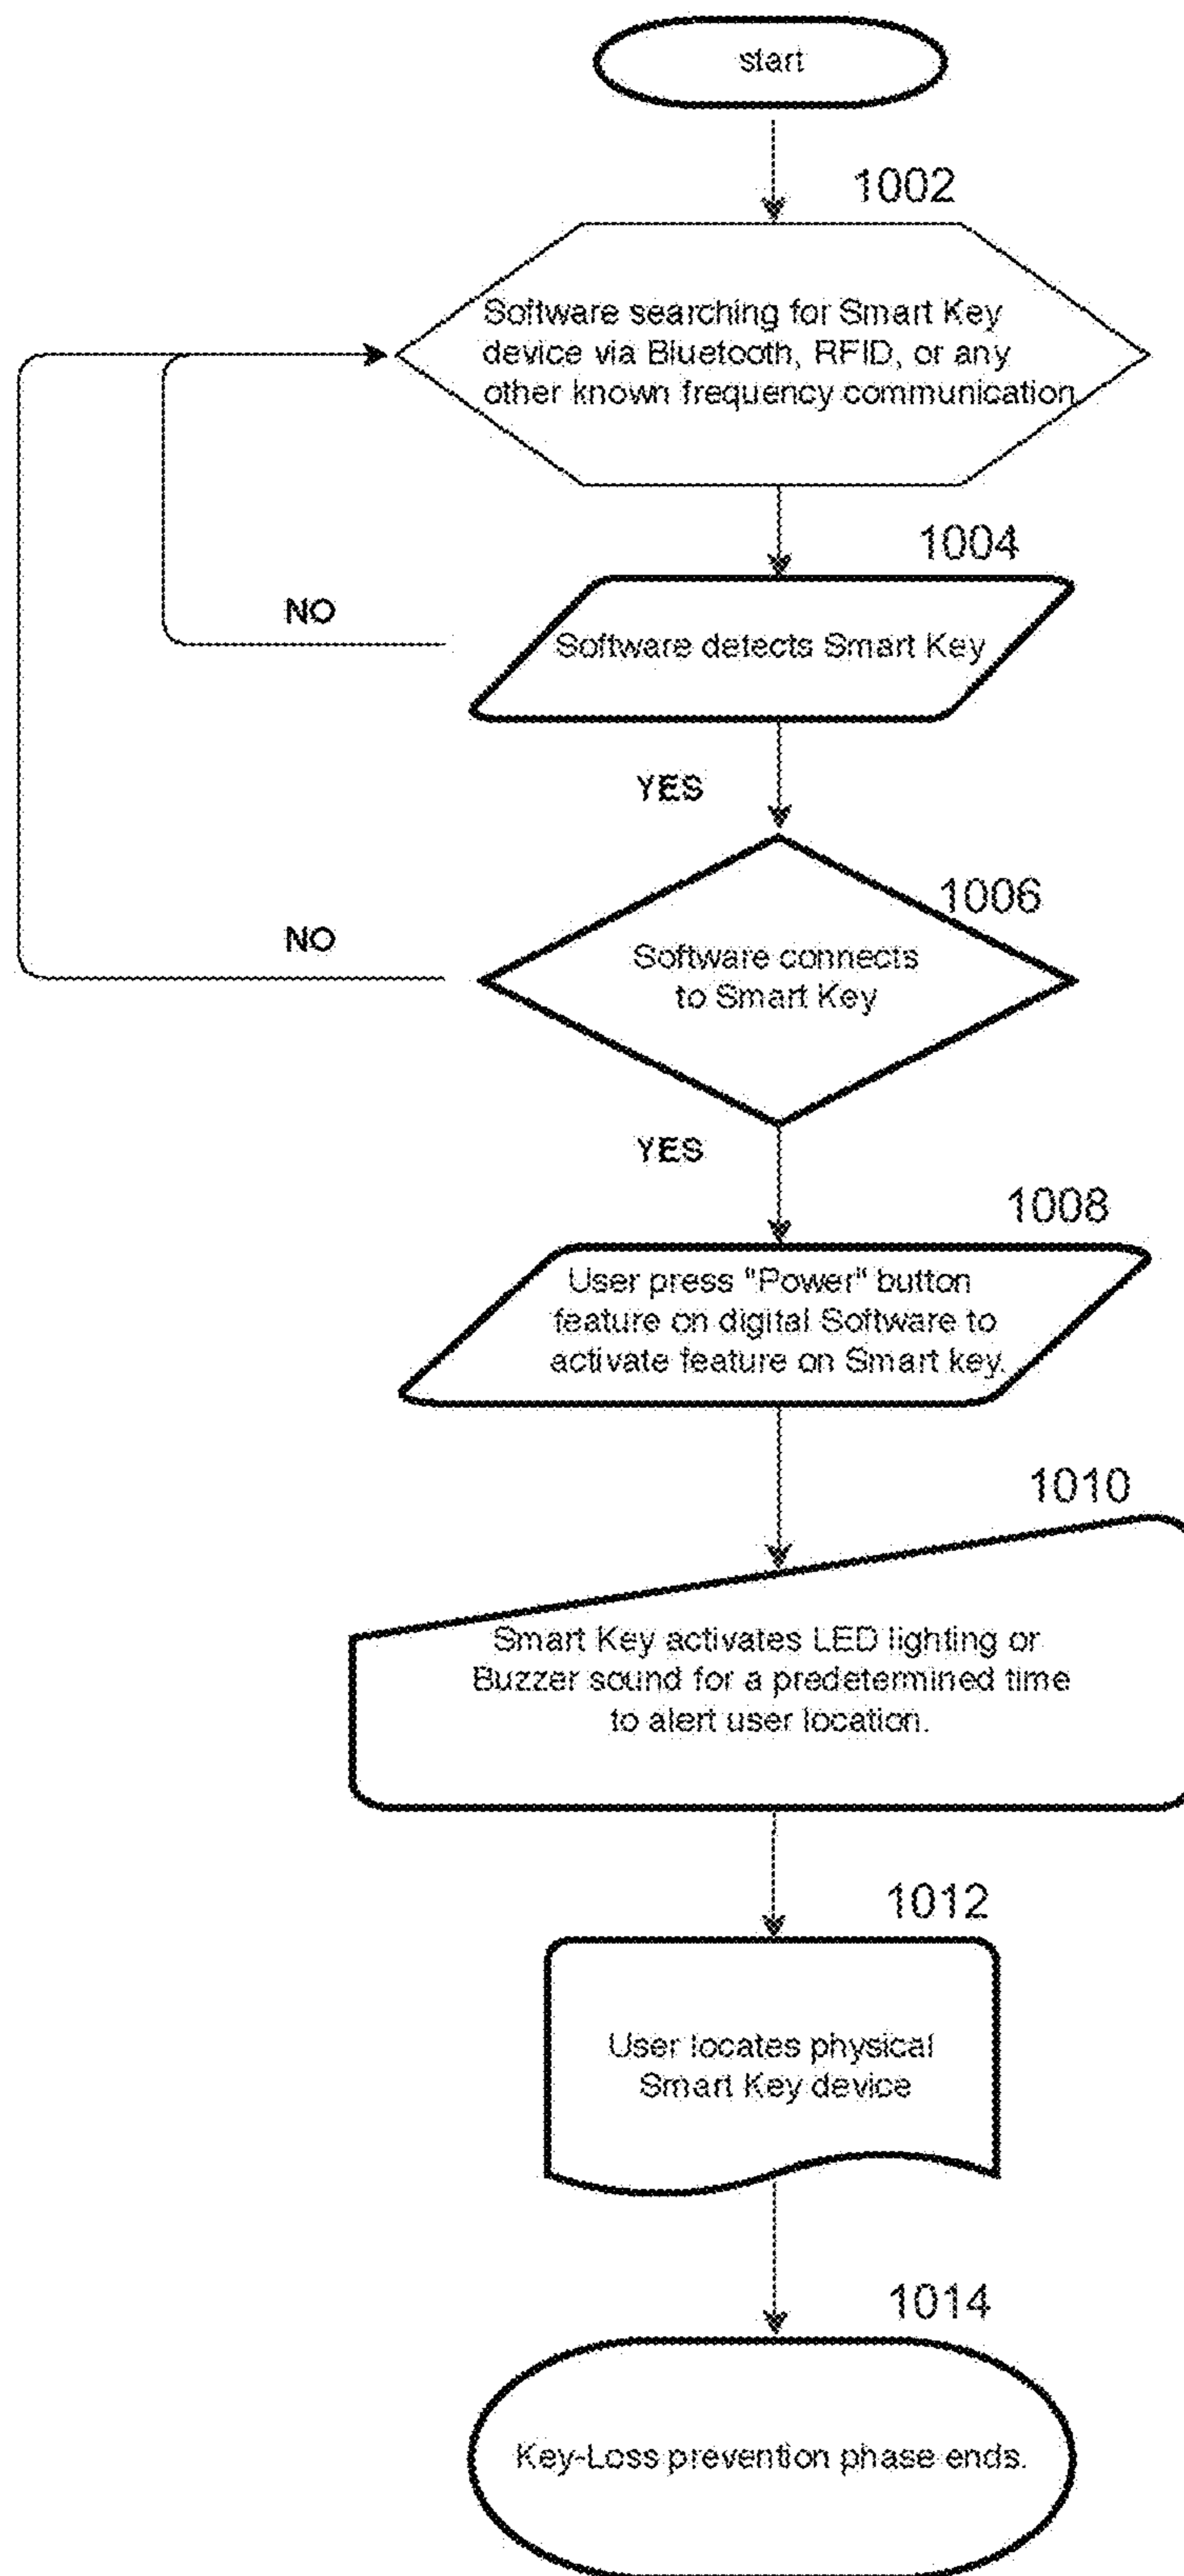 start
1002
Software searching for Smart Key
device via Bluetooth, RFID, or any
other known frequency communication
1004
NO
Software detects Smart Key
YES
1006
NO
Software connects
to Smart Key
YES
1008
User press "Power" button
feature on digital Software to
activate feature on Smart key.
1010
Smart Key activates LED lighting or
Buzzer sound for a predetermined time
to alert user location.
1012
User locates physical
Smart Key device
1014
Key-Loss prevention phase ends.